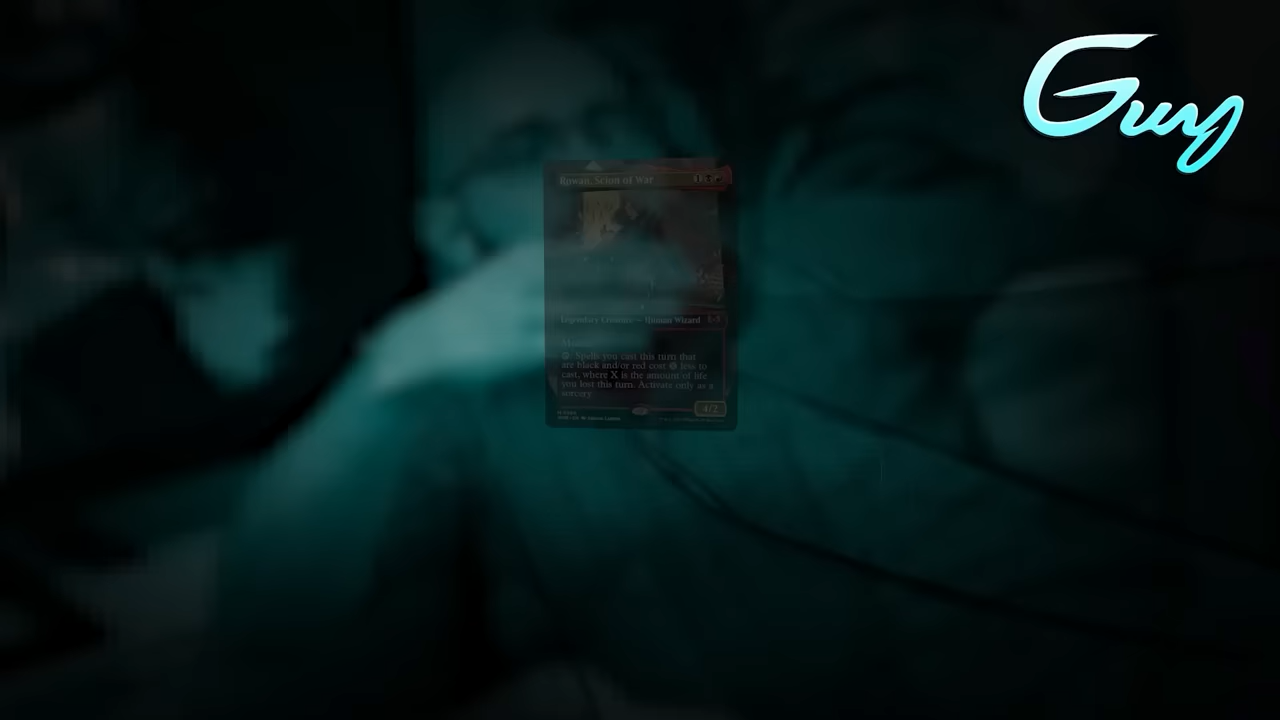 Guy
Rowan, Scion of War
Legendary Creature — Human Wizard
: Spells you cast this turn that
are black and/or red cost less to
cast, where X is the amount of life
you lost this turn. Activate only as a
sorcery.
4/2